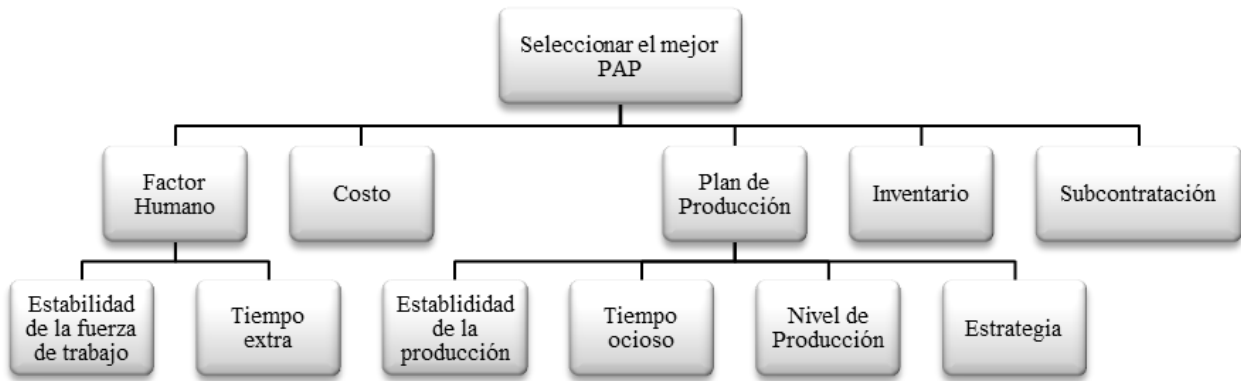 Seleccionar el mejor
PAP
Factor
Humano
Costo
Plan de
Producción
Inventario
Subcontratación
Estabilidad
de la fuerza
de trabajo
Tiempo
extra
Establididad
de la
producción
Tiempo
ocioso
Nivel de
Producción
Estrategia